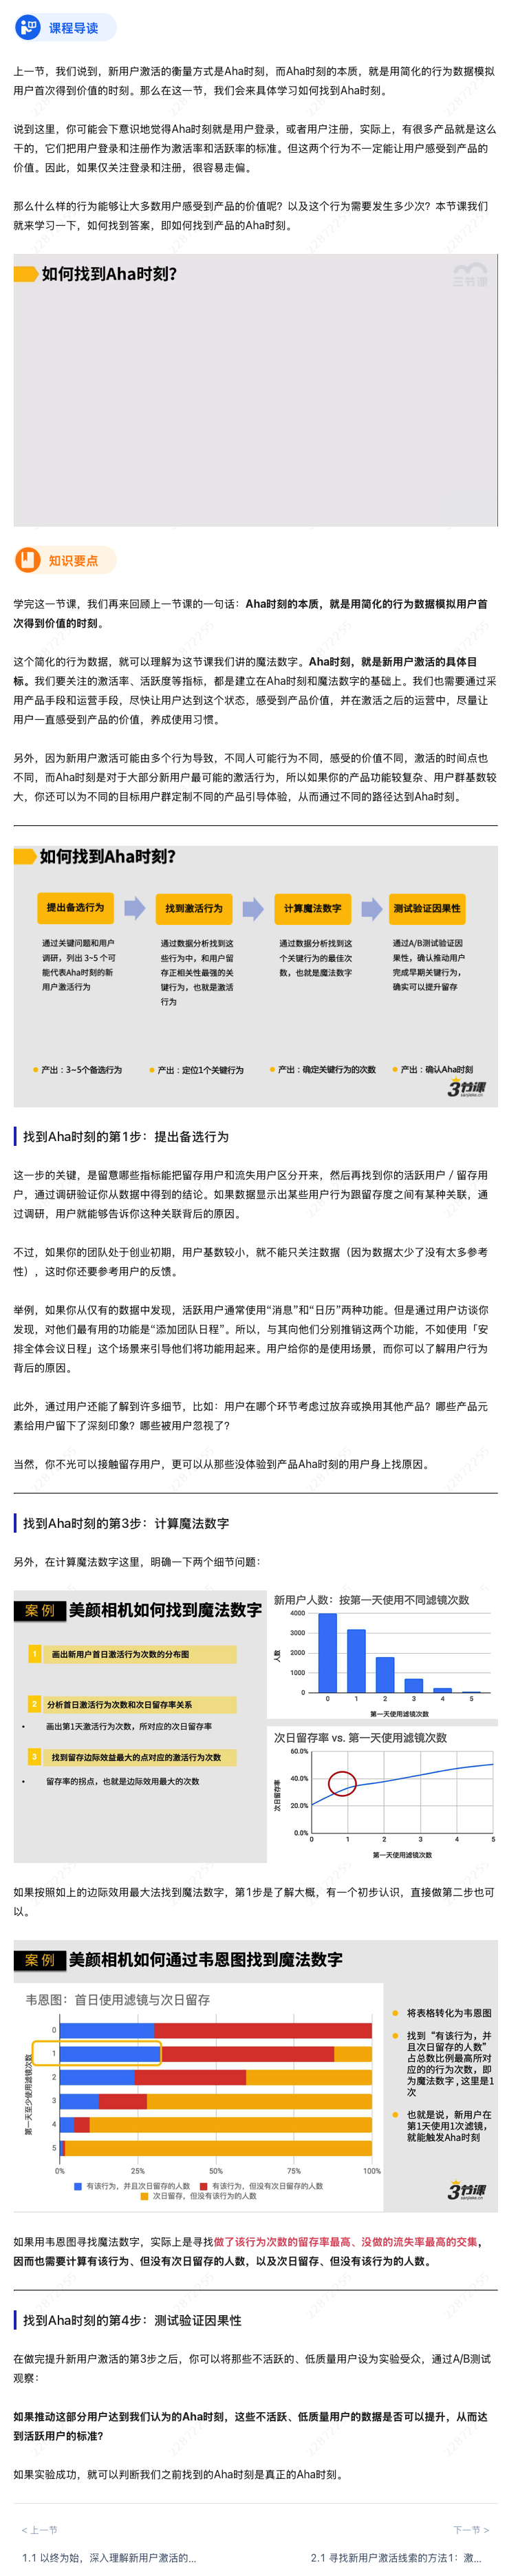 课程导读
上一节，我们说到，新用户激活的衡量方式是Aha时刻，而Aha时刻的本质，就是用简化的行为数据模拟
用户首次得到价值的时刻。那么在这一节，我们会来具体学习如何找到Aha时刻。
说到这里，你可能会下意识地觉得Aha时刻就是用户登录，或者用户注册，实际上，有很多产品就是这么
干的，它们把用户登录和注册作为激活率和活跃率的标准。但这两个行为不一定能让用户感受到产品的
价值。因此，如果仅关注登录和注册，很容易走偏。
那么什么样的行为能够让大多数用户感受到产品的价值呢？以及这个行为需要发生多少次？本节课我们
就来学习一下，如何找到答案，即如何找到产品的Aha时刻。
如何找到Aha时刻？
三节课
知识要点
学完这一节课，我们再来回顾上一节课的一句话：Aha时刻的本质，就是用简化的行为数据模拟用户首
次得到价值的时刻。
这个简化的行为数据，就可以理解为这节课我们讲的魔法数字。Aha时刻，就是新用户激活的具体目
标。我们要关注的激活率、活跃度等指标，都是建立在Aha时刻和魔法数字的基础上。我们也需要通过采
用产品手段和运营手段，尽快让用户达到这个状态，感受到产品价值，并在激活之后的运营中，尽量让
用户一直感受到产品的价值，养成使用习惯。
另外，因为新用户激活可能由多个行为导致，不同人可能行为不同，感受的价值不同，激活的时间点也
不同，而Aha时刻是对于大部分新用户最可能的激活行为，所以如果你的产品功能较复杂、用户群基数较
大，你还可以为不同的目标用户群定制不同的产品引导体验，从而通过不同的路径达到Aha时刻。
如何找到Aha时刻？
提出备选行为
找到激活行为
计算魔法数字
测试验证因果性
通过关键问题和用户
调研，列出 3~5 个可
能代表Aha时刻的新
用户激活行为
通过数据分析找到这
些行为中，和用户留
存正相关性最强的关
键行为，也就是激活
行为
通过数据分析找到这
个关键行为的最佳次
数，也就是魔法数字
通过A/B测试验证因
果性，确认推动用户
完成早期关键行为，
确实可以提升留存
产出：3~5个备选行为
产出：定位1个关键行为
产出：确定关键行为的次数
产出：确认Aha时刻
3节课
sanjieke.cn
找到Aha时刻的第1步：提出备选行为
这一步的关键，是留意哪些指标能把留存用户和流失用户区分开来，然后再找到你的活跃用户 / 留存用
户，通过调研验证你从数据中得到的结论。如果数据显示出某些用户行为跟留存度之间有某种关联，通
过调研，用户就能够告诉你这种关联背后的原因。
不过，如果你的团队处于创业初期，用户基数较小，就不能只关注数据（因为数据太少了没有太多参考
性），这时你还要参考用户的反馈。
举例，如果你从仅有的数据中发现，活跃用户通常使用“消息”和“日历”两种功能。但是通过用户访谈你
发现，对他们最有用的功能是“添加团队日程”。所以，与其向他们分别推销这两个功能，不如使用「安
排全体会议日程」这个场景来引导他们将功能用起来。用户给你的是使用场景，而你可以了解用户行为
背后的原因。
此外，通过用户还能了解到许多细节，比如：用户在哪个环节考虑过放弃或换用其他产品？哪些产品元
素给用户留下了深刻印象？哪些被用户忽视了？
当然，你不光可以接触留存用户，更可以从那些没体验到产品Aha时刻的用户身上找原因。
找到Aha时刻的第3步：计算魔法数字
另外，在计算魔法数字这里，明确一下两个细节问题：
案例 美颜相机如何找到魔法数字
1 画出新用户首日激活行为次数的分布图
2 分析首日激活行为次数和次日留存率关系
• 画出第1天激活行为次数，所对应的次日留存率
3 找到留存边际效益最大的点对应的激活行为次数
• 留存率的拐点，也就是边际效用最大的次数
新用户人数：按第一天使用不同滤镜次数
人数
4000
3000
2000
1000
0
0 1 2 3 4 5
第一天使用滤镜次数
次日留存率 vs. 第一天使用滤镜次数
次日留存率
60.0%
40.0%
20.0%
0.0%
0 1 2 3 4 5
第一天使用滤镜次数
如果按照如上的边际效用最大法找到魔法数字，第1步是了解大概，有一个初步认识，直接做第二步也可
以。
案例 美颜相机如何通过韦恩图找到魔法数字
韦恩图：首日使用滤镜与次日留存
第一天至少使用滤镜次数
0
1
2
3
4
5
0% 25% 50% 75% 100%
有该行为，并且次日留存的人数 有该行为，但没有次日留存的人数
次日留存，但没有该行为的人数
将表格转化为韦恩图
找到“有该行为，并
且次日留存的人数”
占总数比例最高所对
应的的行为次数，即
为魔法数字 , 这里是1
次
也就是说，新用户在
第1天使用1次滤镜，
就能触发Aha时刻
3节课
sanjieke.cn
如果用韦恩图寻找魔法数字，实际上是寻找做了该行为次数的留存率最高、没做的流失率最高的交集，
因而也需要计算有该行为、但没有次日留存的人数，以及次日留存、但没有该行为的人数。
找到Aha时刻的第4步：测试验证因果性
在做完提升新用户激活的第3步之后，你可以将那些不活跃的、低质量用户设为实验受众，通过A/B测试
观察：
如果推动这部分用户达到我们认为的Aha时刻，这些不活跃、低质量用户的数据是否可以提升，从而达
到活跃用户的标准？
如果实验成功，就可以判断我们之前找到的Aha时刻是真正的Aha时刻。
< 上一节
下一节 >
1.1 以终为始，深入理解新用户激活的...
2.1 寻找新用户激活线索的方法1：激...
22872255